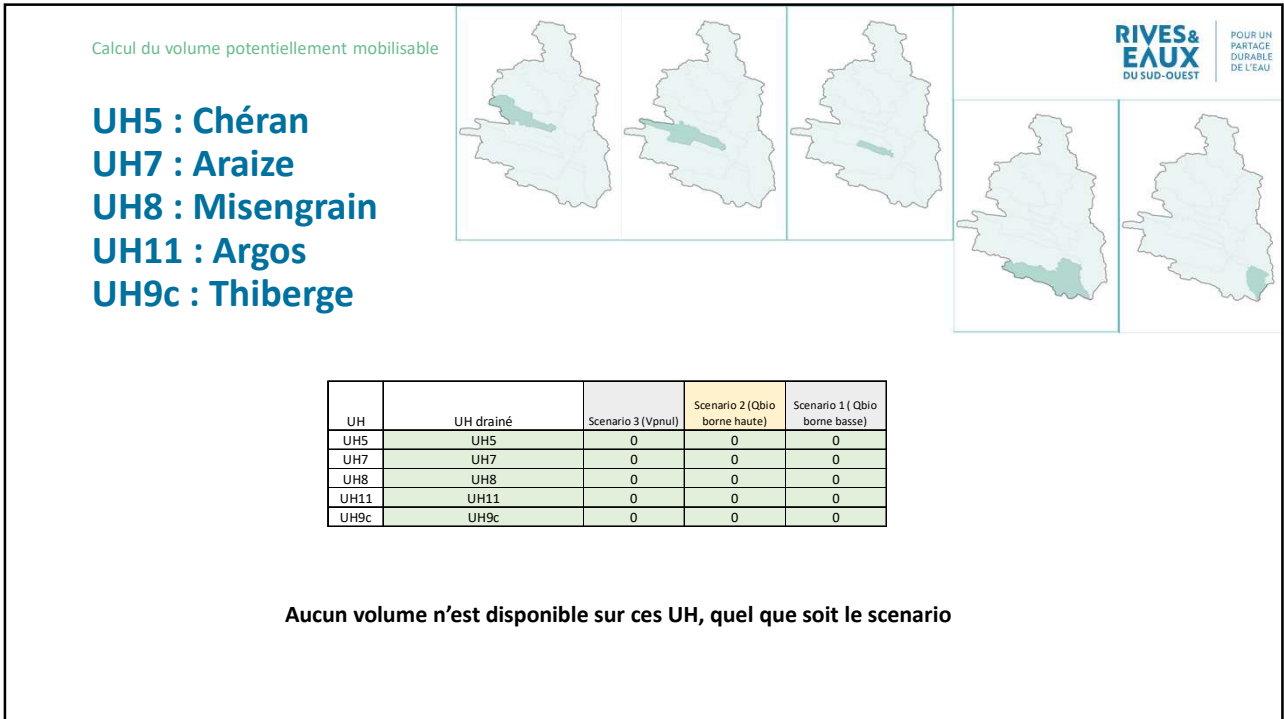 Calcul du volume potentiellement mobilisable
RIVES&
EAUX
DU SUD-OUEST
POUR UN
PARTAGE
DURABLE
DE L'EAU
UH5 : Chéran
UH7 : Araize
UH8 : Misengrain
UH11 : Argos
UH9c : Thiberge
UH UH drainé Scenario 3 (Vpnul) Scenario 2 (Qbio borne haute) Scenario 1 ( Qbio borne basse)
UH5 UH5 0 0 0
UH7 UH7 0 0 0
UH8 UH8 0 0 0
UH11 UH11 0 0 0
UH9c UH9c 0 0 0
Aucun volume n'est disponible sur ces UH, quel que soit le scenario